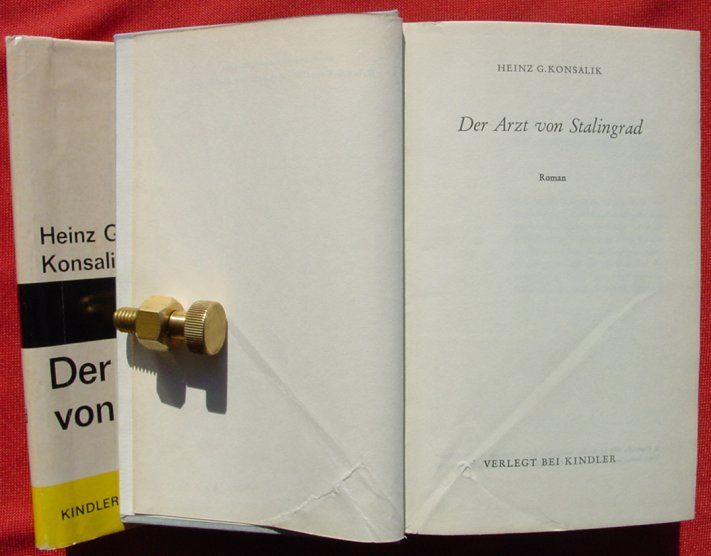 Heinz G
Konsali
Der
von
KINDLER
HEINZ G. KONSALIK
Der Arzt von Stalingrad
Roman
VERLEGT BEI KINDLER